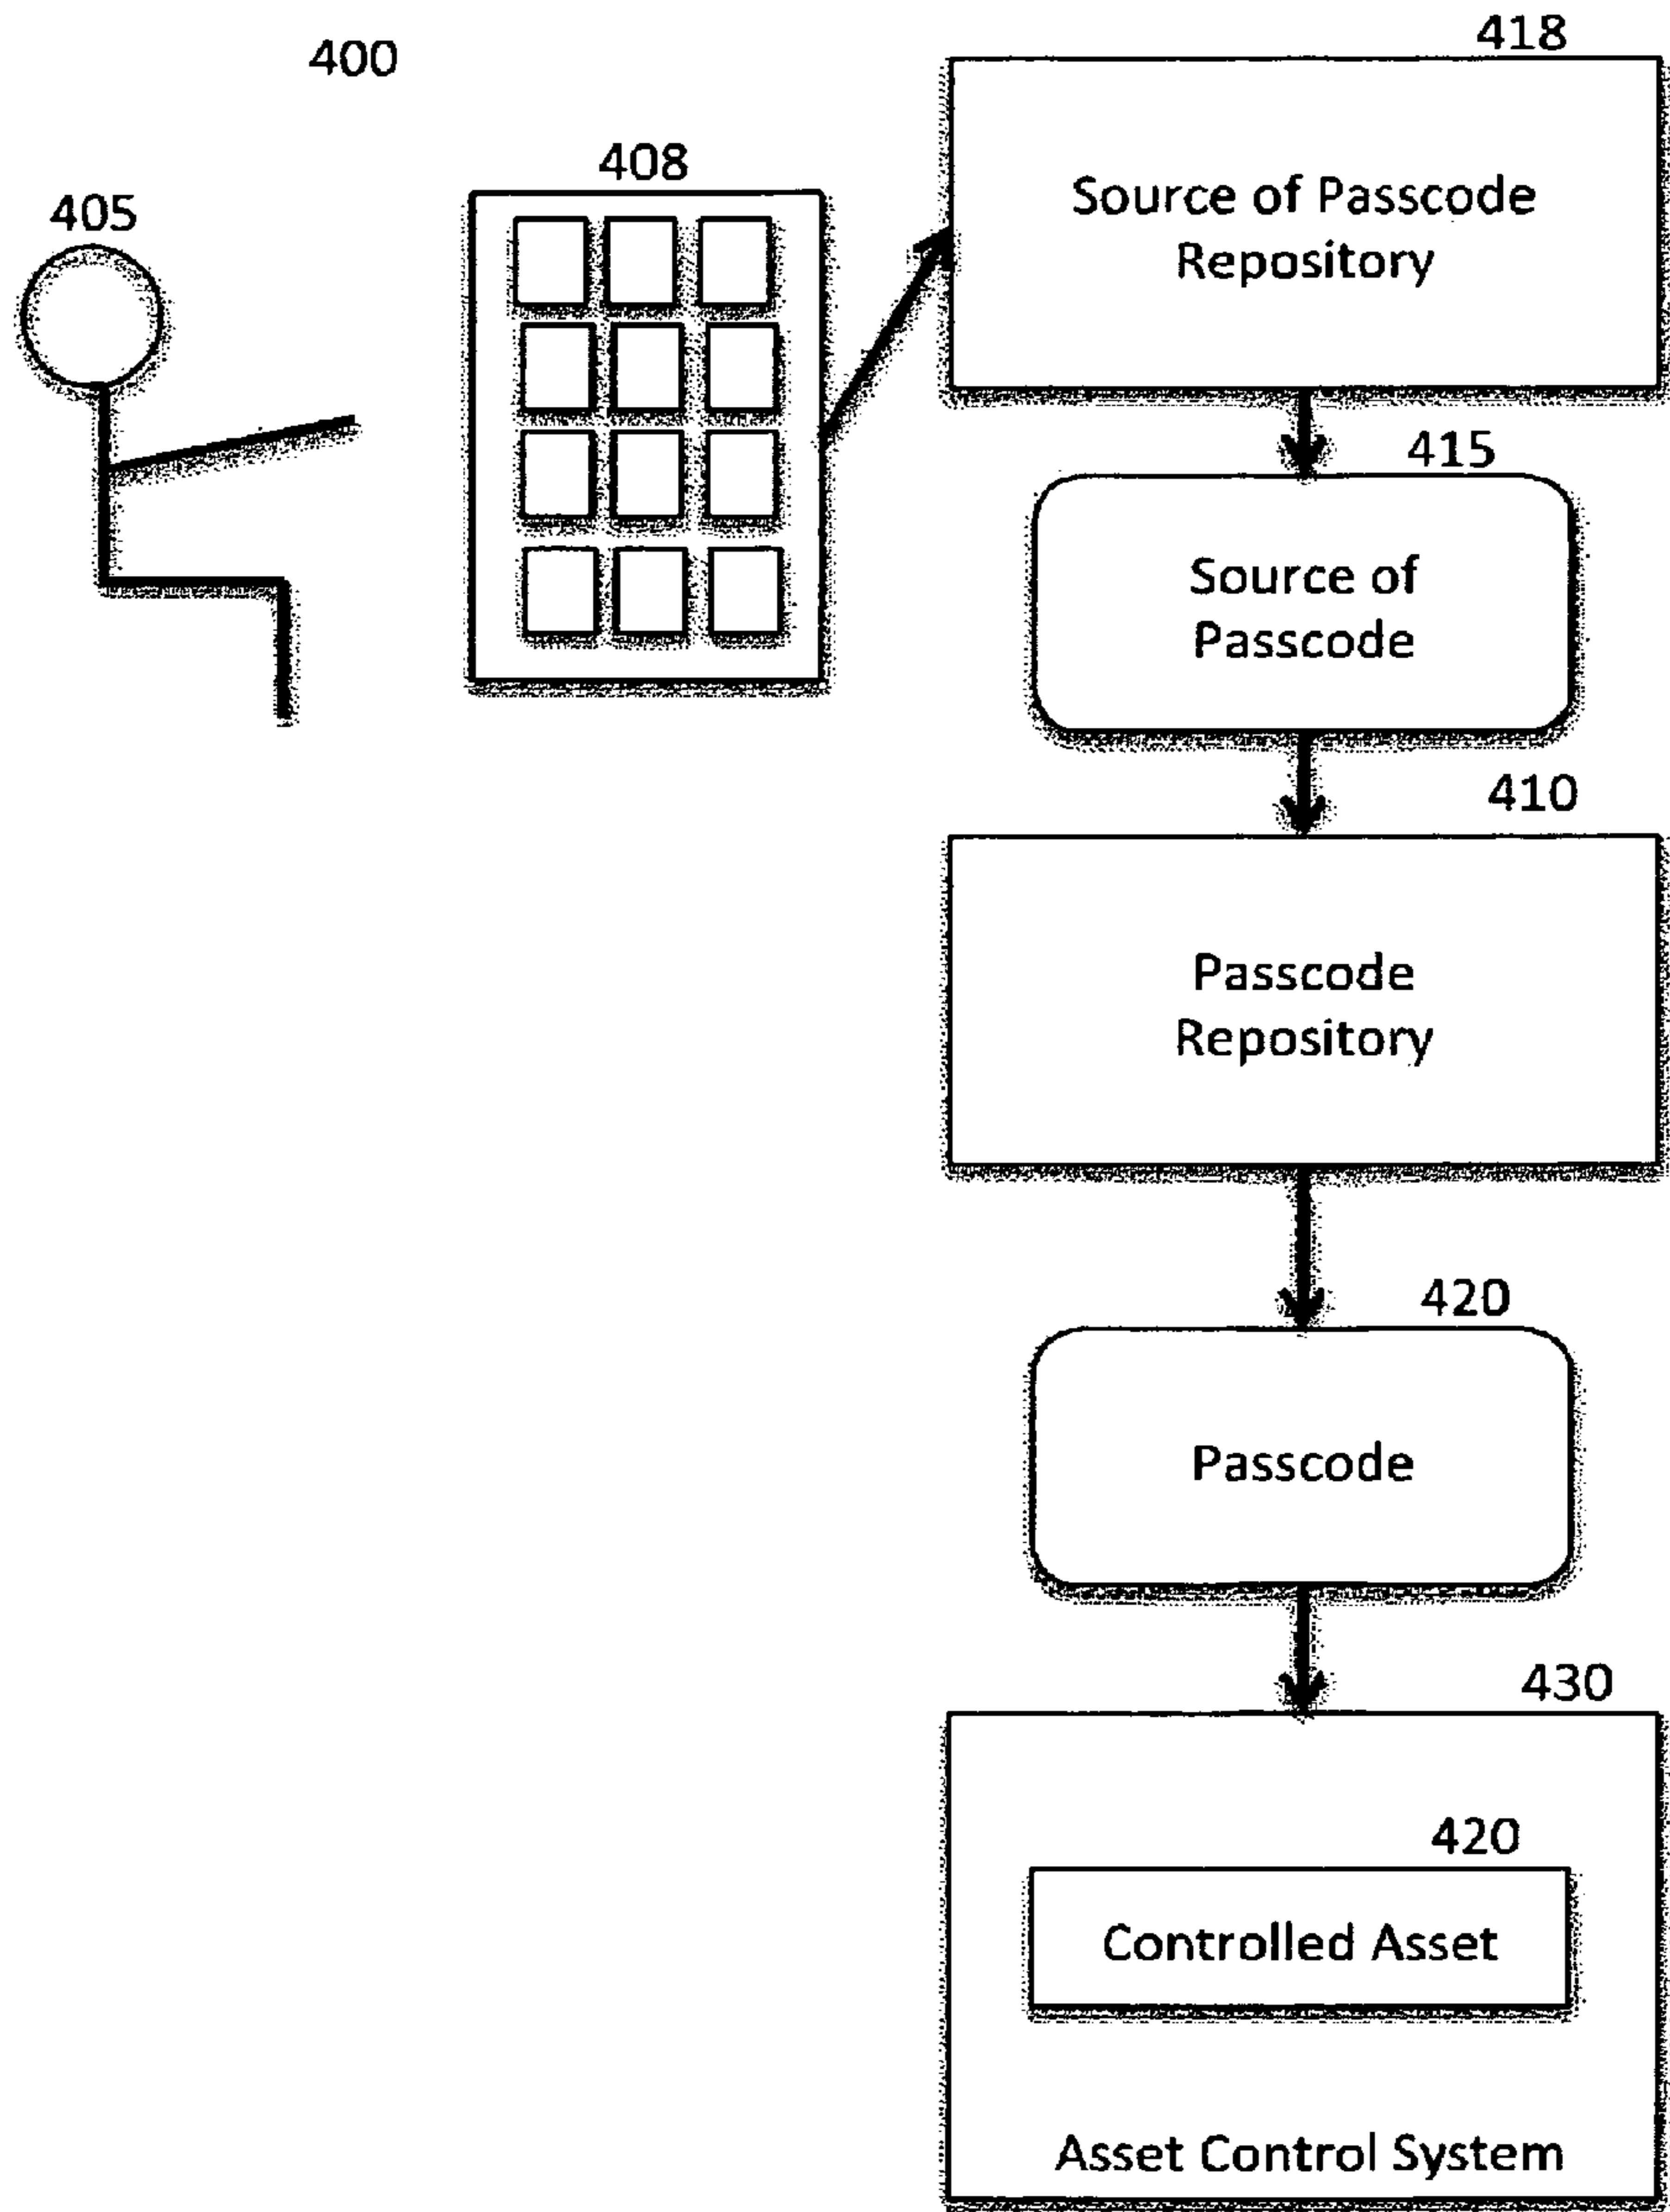 400
405
408
418
Source of Passcode
Repository
415
Source of
Passcode
410
Passcode
Repository
420
Passcode
430
420
Controlled Asset
Asset Control System